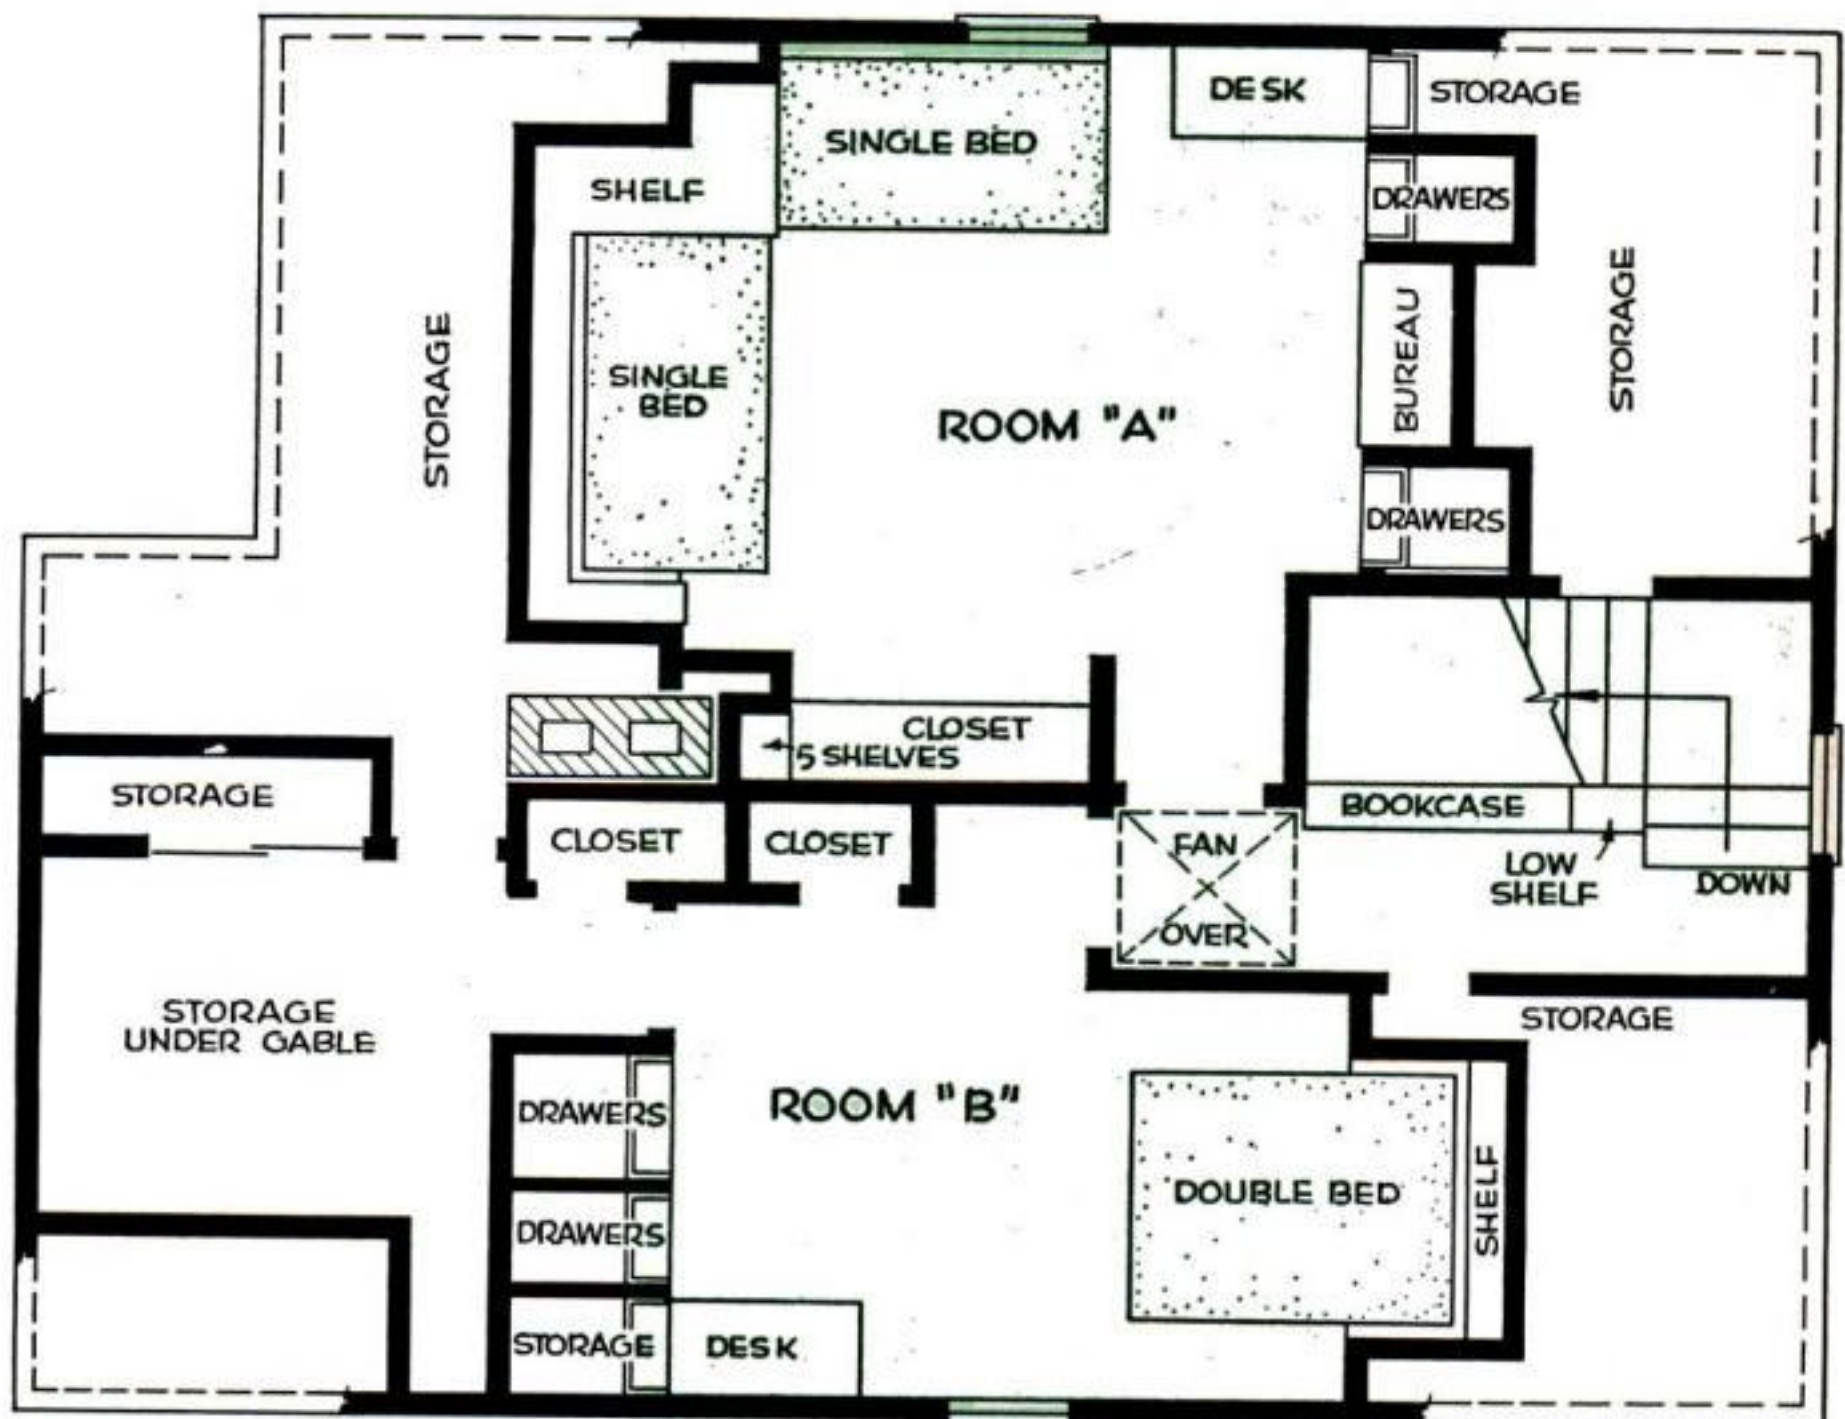 DESK
STORAGE
SINGLE BED
SHELF
DRAWERS
STORAGE
STORAGE
BUREAU
SINGLE
BED
ROOM "A"
DRAWERS
CLOSET
5 SHELVES
STORAGE
BOOKCASE
CLOSET
CLOSET
FAN
OVER
LOW
SHELF
DOWN
STORAGE
UNDER GABLE
STORAGE
DRAWERS
ROOM "B"
DOUBLE BED
SHELF
DRAWERS
STORAGE
DESK